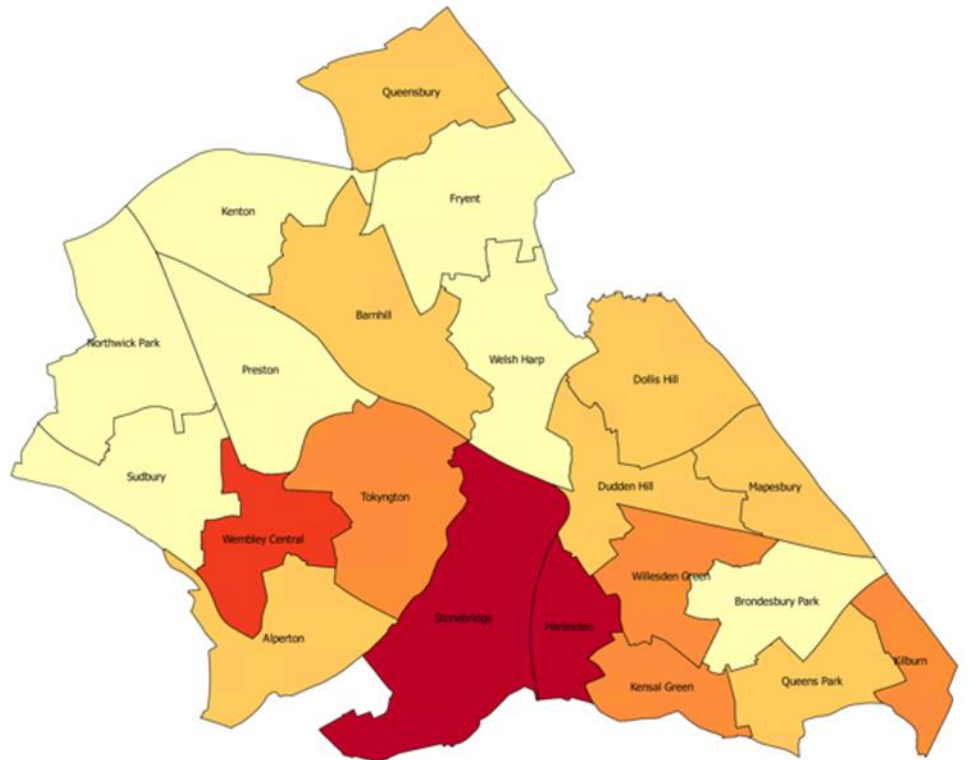 Queensbury
Fryent
Kenton
Barnhill
Northwick Park
Welsh Harp
Preston
Dollis Hill
Sudbury
Dudden Hill
Mapesbury
Tokyngton
Wembley Central
Willesden Green
Brondesbury Park
Stonebridge
Harlesden
Alperton
Kilburn
Queens Park
Kensal Green